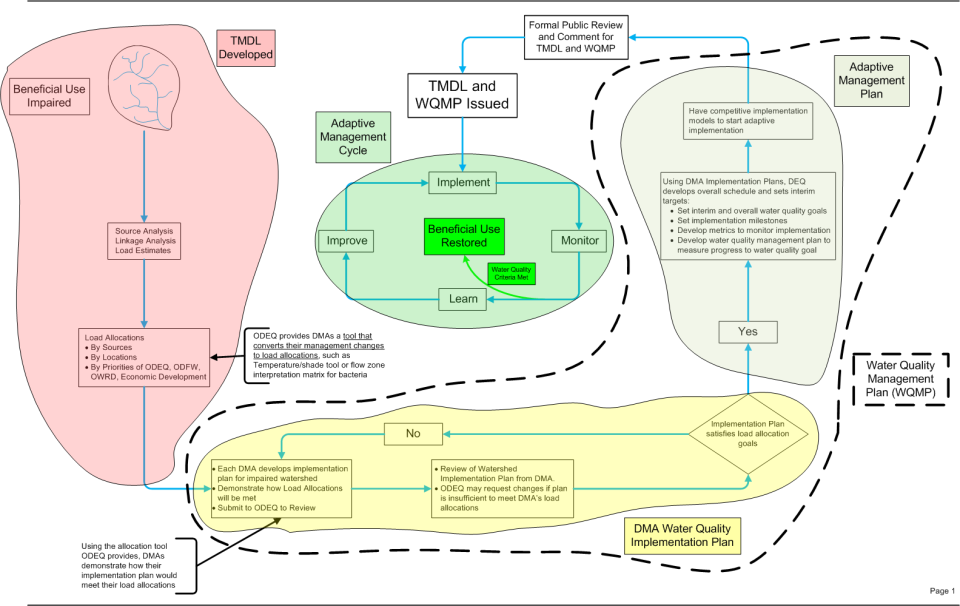 TMDL
Developed
Beneficial Use
Impaired
Source Analysis
Linkage Analysis
Load Estimates
Load Allocations
• By Sources
• By Locations
• By Priorities of ODEQ, ODFW,
OWRD, Economic Development
ODEQ provides DMAs a tool that
converts their management changes
to load allocations, such as
Temperature/shade tool or flow zone
interpretation matrix for bacteria
Formal Public Review
and Comment for
TMDL and WQMP
TMDL and
WQMP Issued
Adaptive
Management
Cycle
Implement
Improve
Beneficial Use
Restored
Monitor
Water Quality
Criteria Met
Learn
Adaptive
Management
Plan
Have competitive implementation
models to start adaptive
implementation
Using DMA Implementation Plans, DEQ
develops overall schedule and sets interim
targets:
• Set interim and overall water quality goals
• Set implementation milestones
• Develop metrics to monitor implementation
• Develop water quality management plan to
measure progress to water quality goal
Yes
Water Quality
Management
Plan (WQMP)
Implementation Plan
satisfies load allocation
goals
No
• Each DMA develops implementation
plan for impaired watershed
• Demonstrate how Load Allocations
will be met
• Submit to ODEQ to Review
• Review of Watershed
Implementation Plan from DMA.
• ODEQ may request changes if plan
is insufficient to meet DMA's load
allocations
DMA Water Quality
Implementation Plan
Using the allocation tool
ODEQ provides, DMAs
demonstrate how their
implementation plan would
meet their load allocations
Page 1